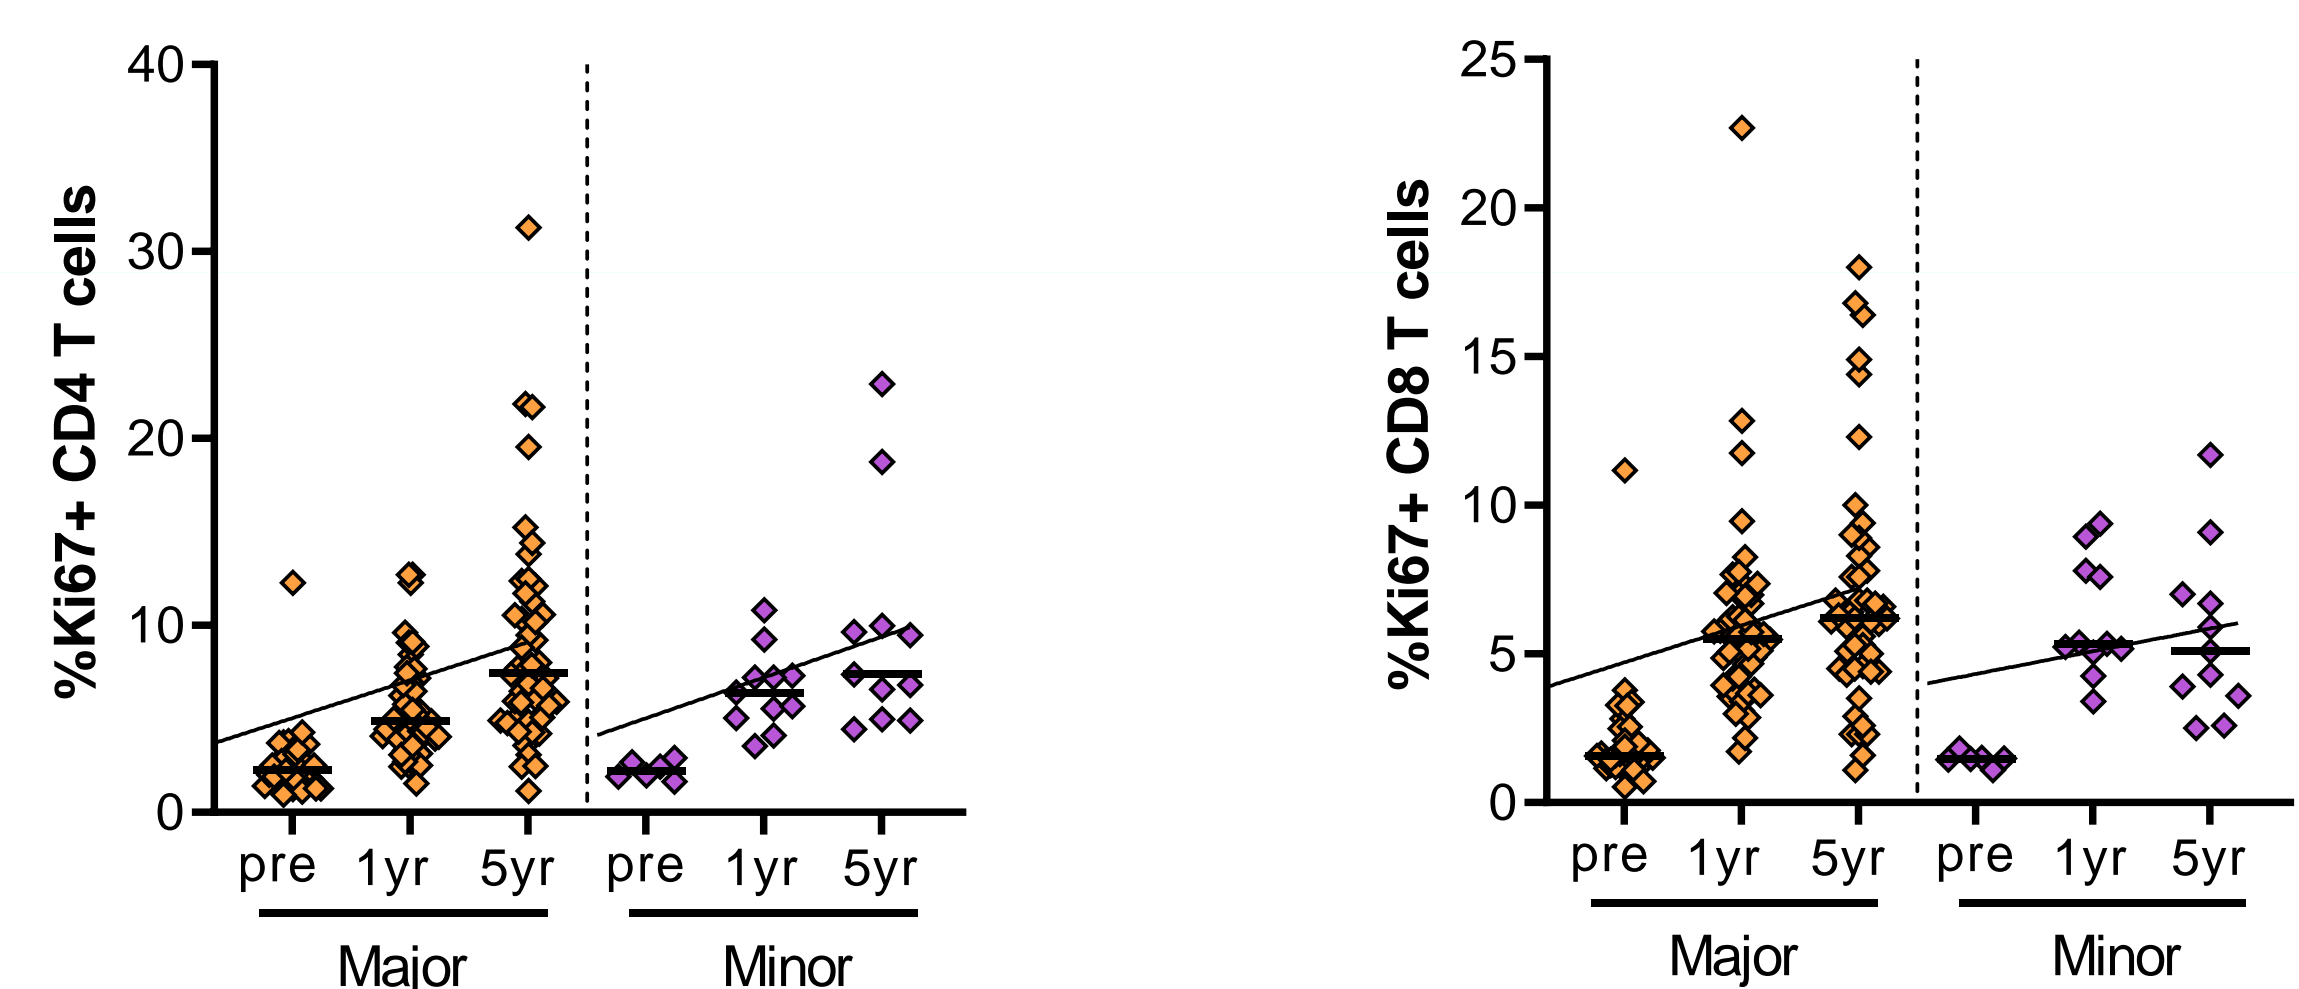 %Ki67+ CD4 T cells
40
30
20
10
0
pre 1yr 5yr pre 1yr 5yr
Major Minor
%Ki67+ CD8 T cells
25
20
15
10
5
0
pre 1yr 5yr pre 1yr 5yr
Major Minor